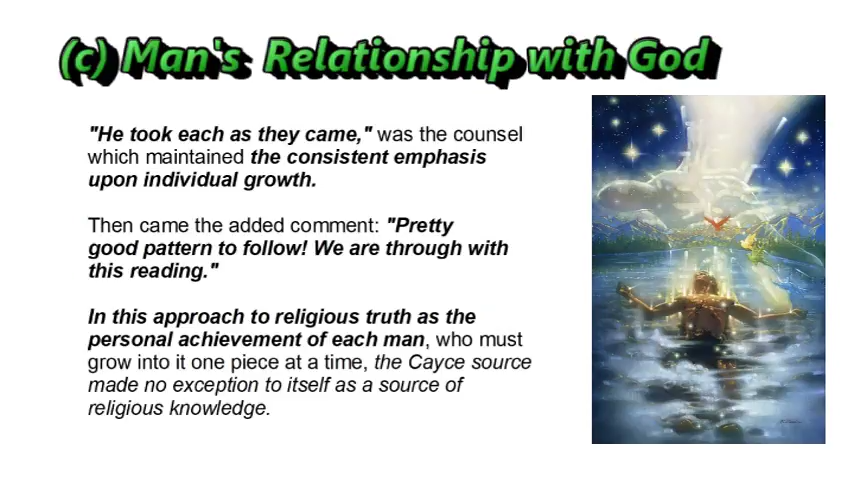 (c) Man's Relationship with God
"He took each as they came," was the counsel
which maintained the consistent emphasis
upon individual growth.
Then came the added comment: "Pretty
good pattern to follow! We are through with
this reading."
In this approach to religious truth as the
personal achievement of each man, who must
grow into it one piece at a time, the Cayce source
made no exception to itself as a source of
religious knowledge.